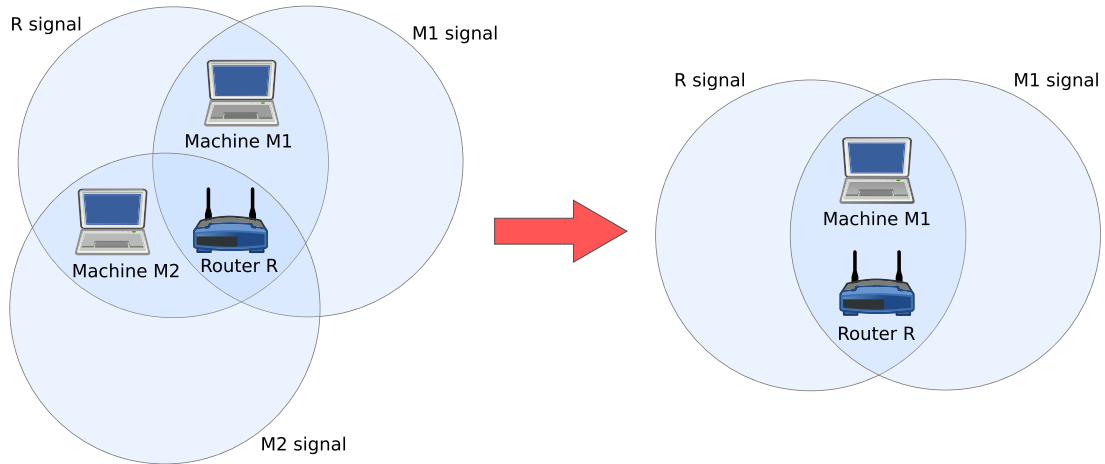 R signal
M1 signal
Machine M1
Machine M2
Router R
M2 signal
R signal
M1 signal
Machine M1
Router R